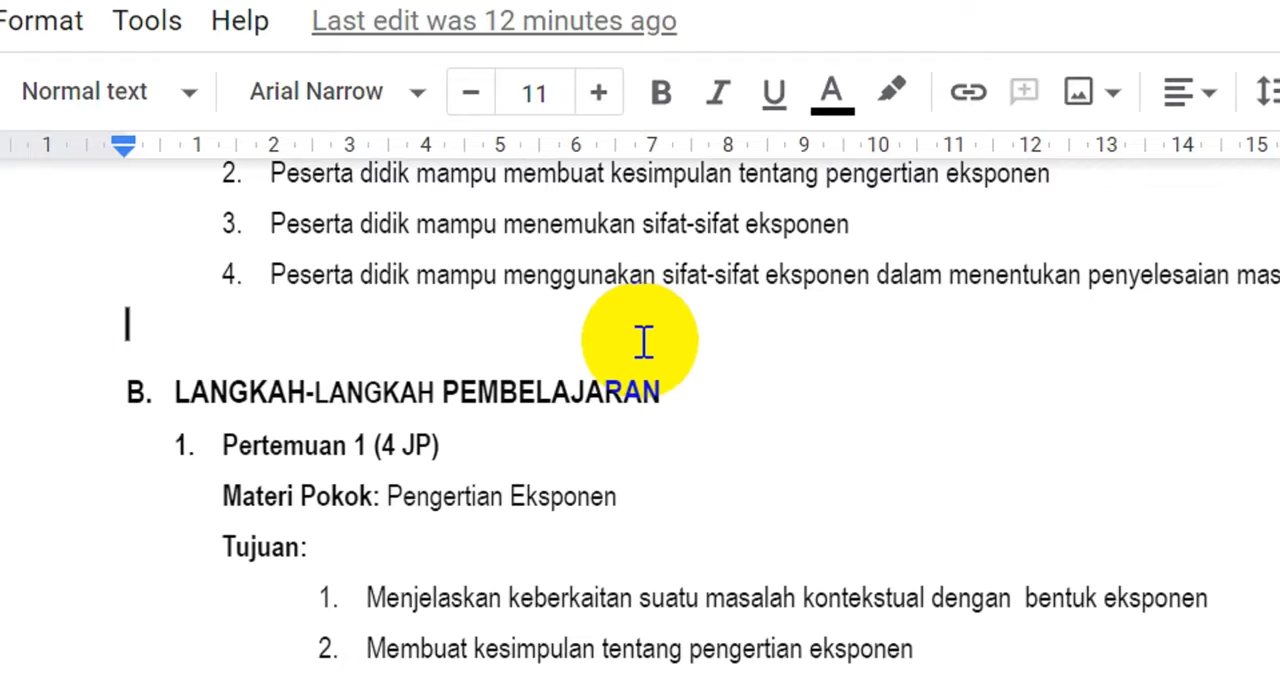 Format Tools Help Last edit was 12 minutes ago
Normal text Arial Narrow 11 B I U A
1 1 2 3 4 5 6 7 8 9 10 11 12 13 14 15
2. Peserta didik mampu membuat kesimpulan tentang pengertian eksponen
3. Peserta didik mampu menemukan sifat-sifat eksponen
4. Peserta didik mampu menggunakan sifat-sifat eksponen dalam menentukan penyelesaian mas
B. LANGKAH-LANGKAH PEMBELAJARAN
1. Pertemuan 1 (4 JP)
Materi Pokok: Pengertian Eksponen
Tujuan:
1. Menjelaskan keberkaitan suatu masalah kontekstual dengan bentuk eksponen
2. Membuat kesimpulan tentang pengertian eksponen